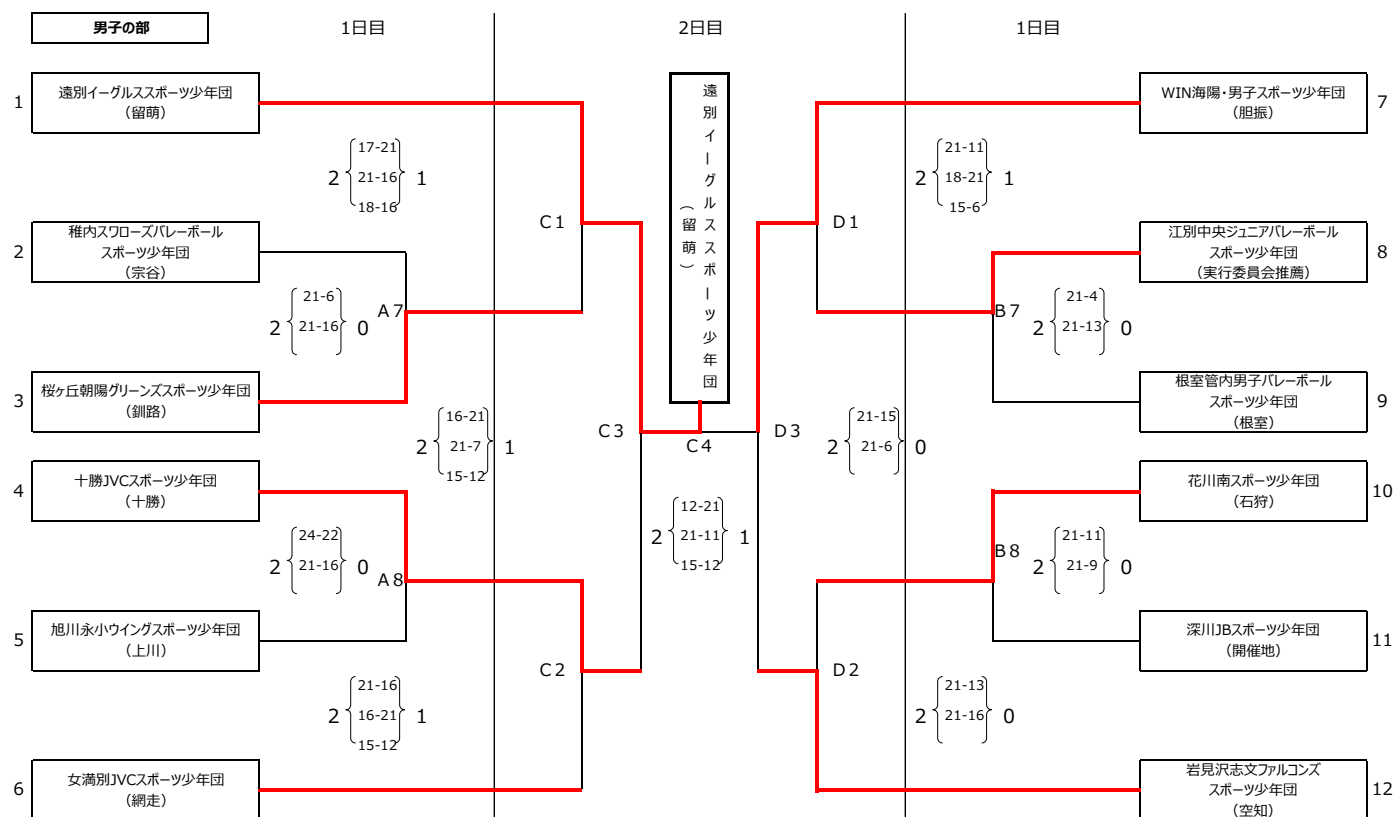 男子の部
1日目
2日目
1日目
1
遠別イーグルススポーツ少年団
（留萌）
2
稚内スワローズバレーボール
スポーツ少年団
（宗谷）
3
桜ヶ丘朝陽グリーンズスポーツ少年団
（釧路）
4
十勝JVCスポーツ少年団
（十勝）
5
旭川永小ウイングスポーツ少年団
（上川）
6
女満別JVCスポーツ少年団
（網走）
17-21
2 21-16 1
18-16
C1
21-6
2 21-16 0
A7
16-21
2 21-7 1
15-12
C3
24-22
2 21-16 0
A8
21-16
2 16-21 1
15-12
C2
遠別イーグルススポーツ少年団
（留萌）
C4
12-21
2 21-11 1
15-12
D1
21-11
2 18-21 1
15-6
B7
21-4
2 21-13 0
D3
21-15
2 21-6 0
B8
21-11
2 21-9 0
D2
21-13
2 21-16 0
WIN海陽・男子スポーツ少年団
（胆振）
7
江別中央ジュニアバレーボール
スポーツ少年団
（実行委員会推薦）
8
根室管内男子バレーボール
スポーツ少年団
（根室）
9
花川南スポーツ少年団
（石狩）
10
深川JBスポーツ少年団
（開催地）
11
岩見沢志文ファルコンズ
スポーツ少年団
（空知）
12